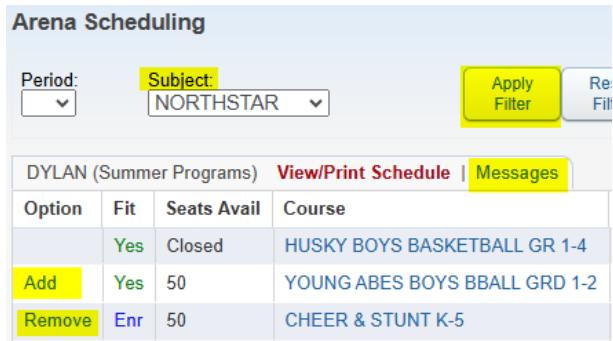 Arena Scheduling
Period: Subject:
NORTHSTAR
Apply
Filter
DYLAN (Summer Programs) View/Print Schedule | Messages
Option Fit Seats Avail Course
Yes Closed HUSKY BOYS BASKETBALL GR 1-4
Add Yes 50 YOUNG ABES BOYS BBALL GRD 1-2
Remove Enr 50 CHEER & STUNT K-5